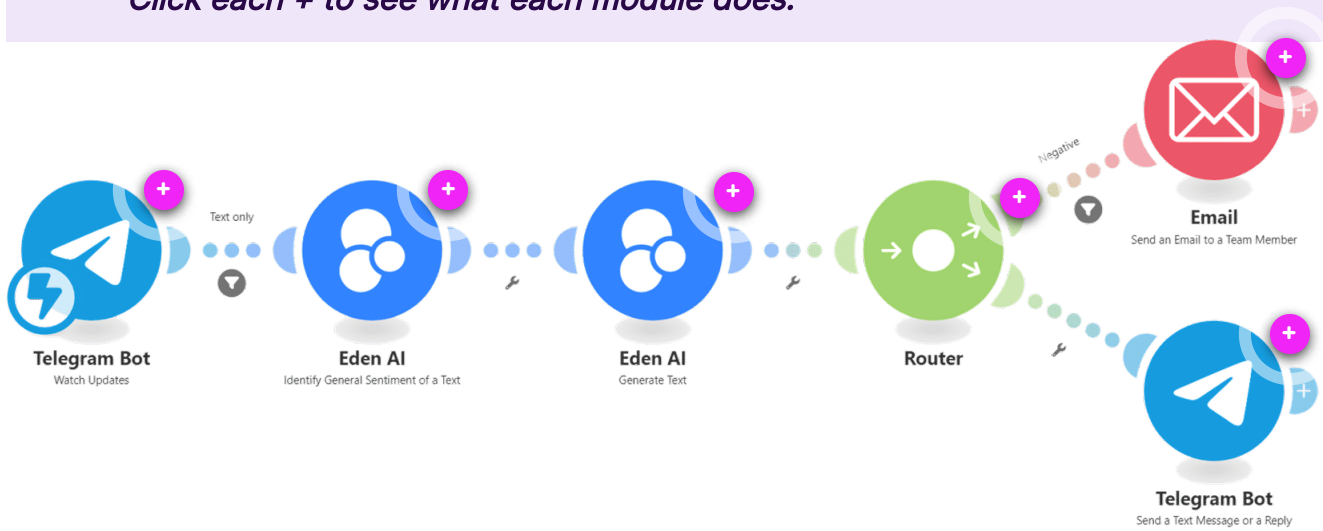 Click each + to see what each module does.
Negative
Text only
Email
Send an Email to a Team Member
Telegram Bot
Watch Updates
Eden AI
Identify General Sentiment of a Text
Eden AI
Generate Text
Router
Telegram Bot
Send a Text Message or a Reply